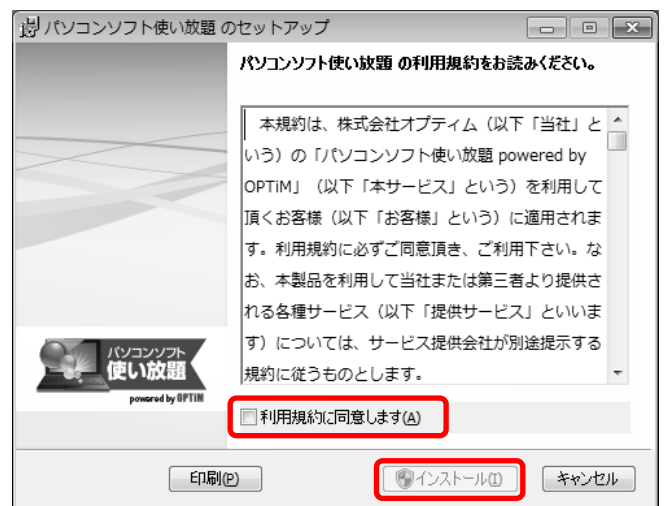 パソコンソフト使い放題 のセットアップ
パソコンソフト使い放題 の利用規約をお読みください。
本規約は、株式会社オプティム（以下「当社」と
いう）の「パソコンソフト使い放題 powered by
OPTiM」（以下「本サービス」という）を利用して
頂くお客様（以下「お客様」という）に適用されま
す。利用規約に必ずご同意頂き、ご利用下さい。な
お、本製品を利用して当社または第三者より提供さ
れる各種サービス（以下「提供サービス」といいま
す）については、サービス提供会社が別途提示する
規約に従うものとします。
パソコンソフト
使い放題
powered by OPTiM
利用規約に同意します(A)
印刷(P)
インストール(I)
キャンセル